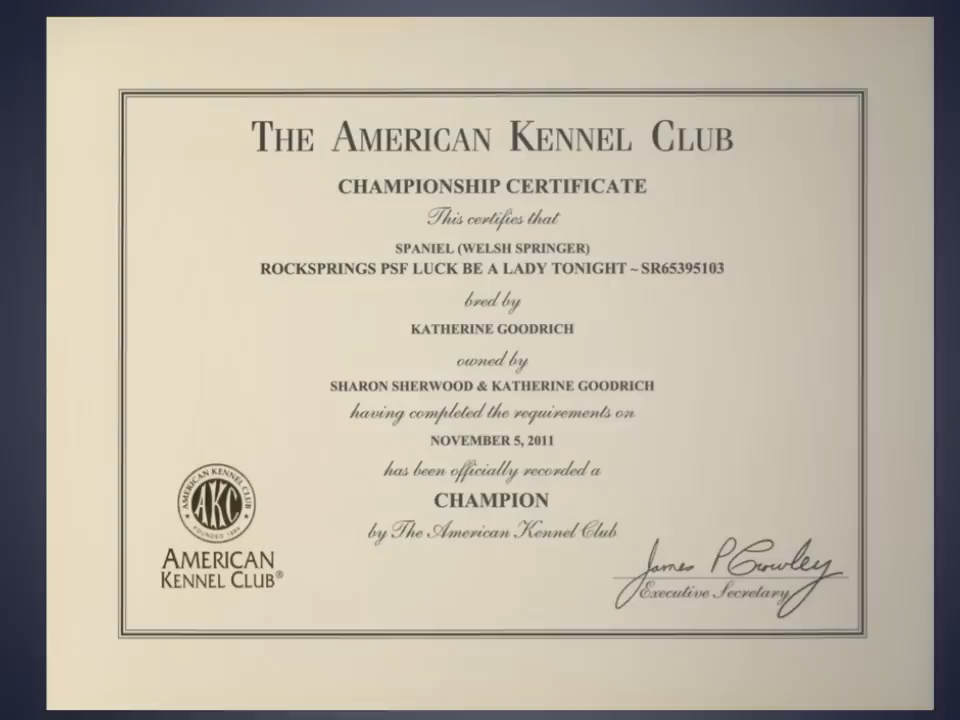 THE AMERICAN KENNEL CLUB
CHAMPIONSHIP CERTIFICATE
This certifies that
SPANIEL (WELSH SPRINGER)
ROCKSPRINGS PSF LUCK BE A LADY TONIGHT ~ SR65395103
bred by
KATHERINE GOODRICH
owned by
SHARON SHERWOOD & KATHERINE GOODRICH
having completed the requirements on
NOVEMBER 5, 2011
has been officially recorded a
CHAMPION
by The American Kennel Club
AMERICAN KENNEL CLUB
AKC
FOUNDED 1884
AMERICAN
KENNEL CLUB®
James P Crowley
Executive Secretary